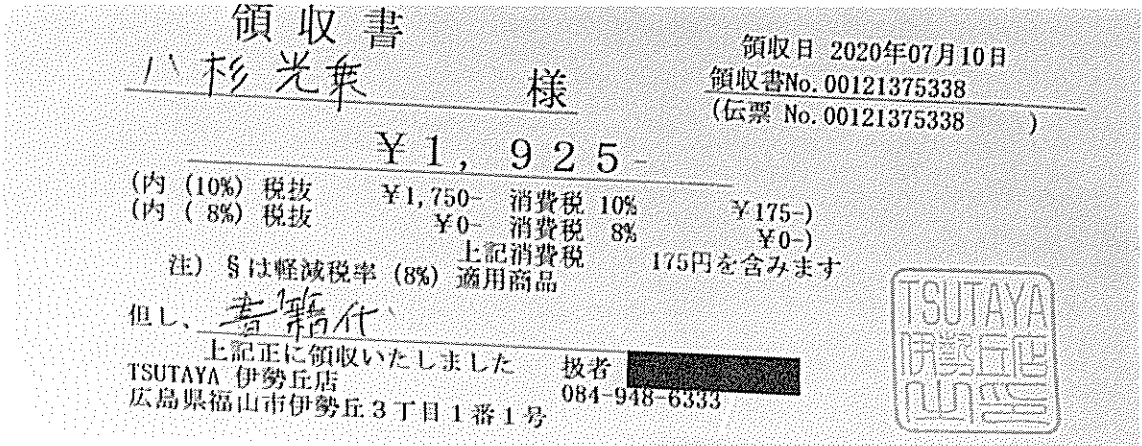 領収書
領収日 2020年07月10日
八杉光乗 様
領収書No.00121375338
(伝票 No.00121375338 )
¥1,925-
(内 (10%) 税抜 ¥1,750- 消費税 10% ¥175-)
(内 ( 8%) 税抜 ¥0- 消費税 8% ¥0-)
上記消費税 175円を含みます
注) §は軽減税率 (8%) 適用商品
但し、書籍代
上記正に領収いたしました 扱者
TSUTAYA 伊勢丘店 084-948-6333
広島県福山市伊勢丘3丁目1番1号
TSUTAYA
伊勢丘店